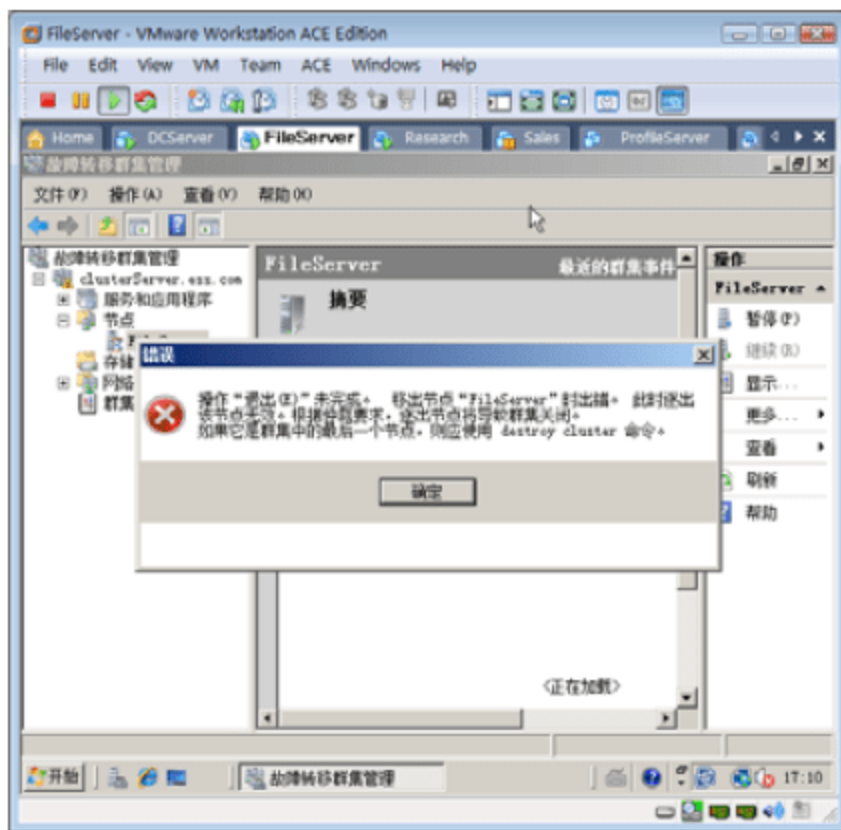 FileServer - VMware Workstation ACE Edition
File Edit View VM Team ACE Windows Help
Home DCServer FileServer Research Sales ProfileServer
故障转移群集管理
文件(F) 操作(A) 查看(V) 帮助(H)
故障转移群集管理
clusterServer.ess.com
服务和应用程序
节点
存储
网络
群集
FileServer 最近的群集事件
摘要
错误
操作“退出(E)”未完成。 移出节点“FileServer”时出错。 此时逐出
该节点无效。根据仲裁要求，逐出节点将导致群集关闭。
如果它是群集中的最后一个节点，则应使用 destroy cluster 命令。
确定
<正在加载>
操作
FileServer
暂停(P)
继续(R)
显示...
更多...
查看
刷新
帮助
开始
故障转移群集管理
17:10